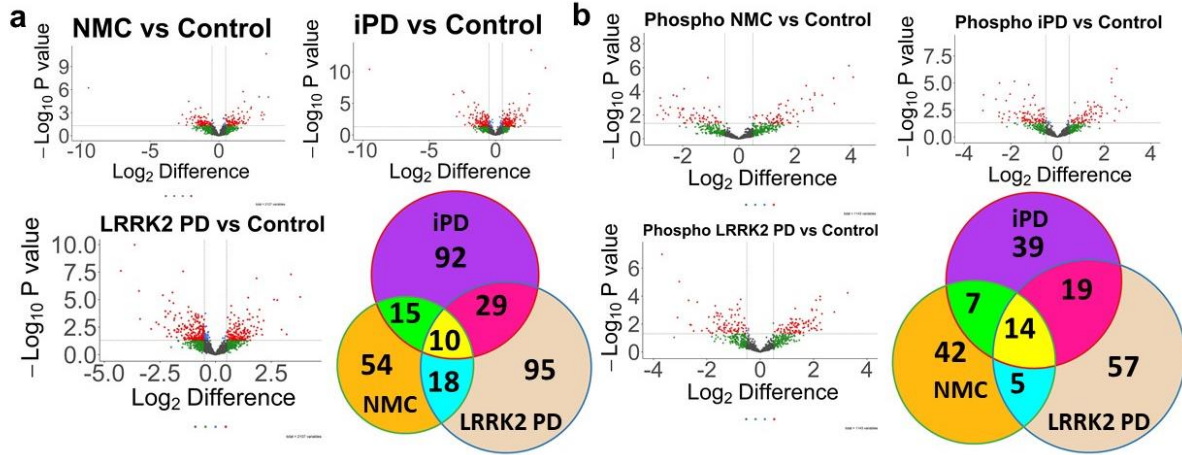 a
NMC vs Control
−Log10 P value
9
6
3
0
−10
−5
0
Log2 Difference
iPD vs Control
−Log10 P value
10
5
0
−10
−5
0
Log2 Difference
LRRK2 PD vs Control
−Log10 P value
10.0
7.5
5.0
2.5
0.0
−5.0
−2.5
0.0
2.5
Log2 Difference
iPD
92
15
29
10
54
18
95
NMC
LRRK2 PD
b
Phospho NMC vs Control
−Log10 P value
8
6
4
2
0
−2
0
2
4
Log2 Difference
Phospho iPD vs Control
−Log10 P value
7.5
5.0
2.5
0.0
−4
−2
0
2
4
Log2 Difference
Phospho LRRK2 PD vs Control
−Log10 P value
6
4
2
0
−4
−2
0
2
4
Log2 Difference
iPD
39
7
19
14
42
5
57
NMC
LRRK2 PD